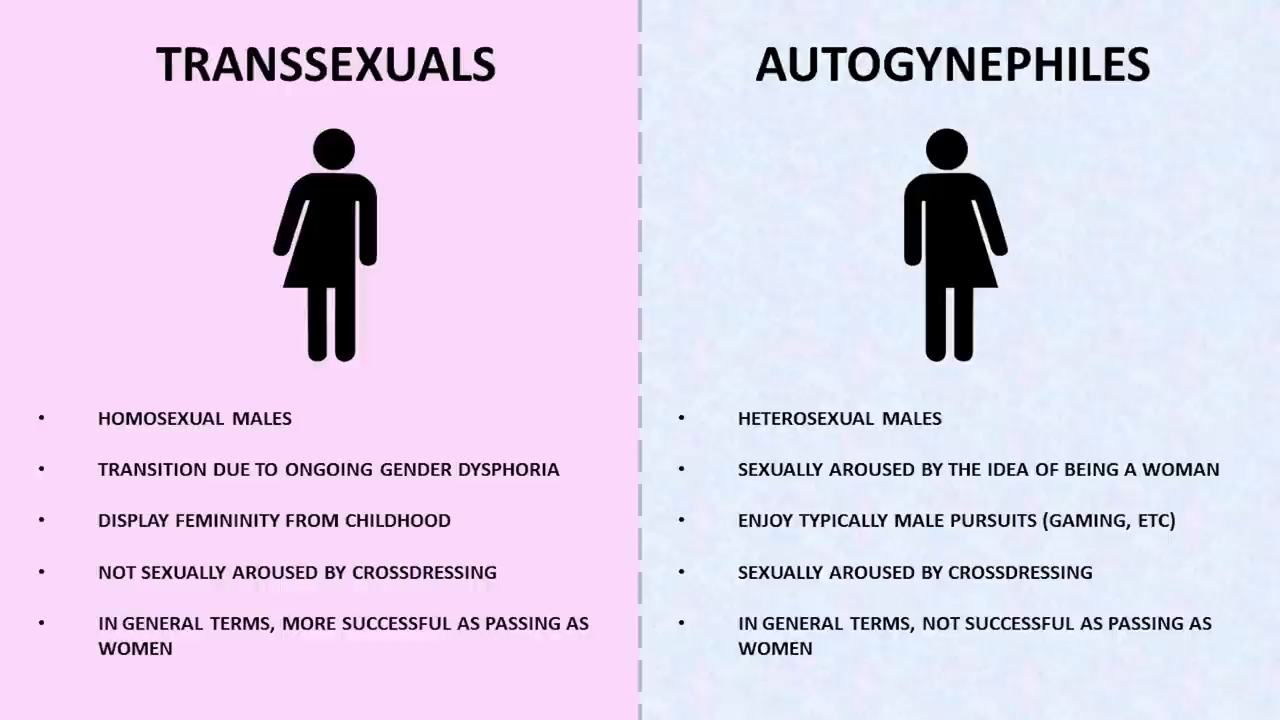 TRANSSEXUALS
• HOMOSEXUAL MALES
• TRANSITION DUE TO ONGOING GENDER DYSPHORIA
• DISPLAY FEMININITY FROM CHILDHOOD
• NOT SEXUALLY AROUSED BY CROSSDRESSING
• IN GENERAL TERMS, MORE SUCCESSFUL AS PASSING AS
WOMEN
AUTOGYNEPHILES
• HETEROSEXUAL MALES
• SEXUALLY AROUSED BY THE IDEA OF BEING A WOMAN
• ENJOY TYPICALLY MALE PURSUITS (GAMING, ETC)
• SEXUALLY AROUSED BY CROSSDRESSING
• IN GENERAL TERMS, NOT SUCCESSFUL AS PASSING AS
WOMEN